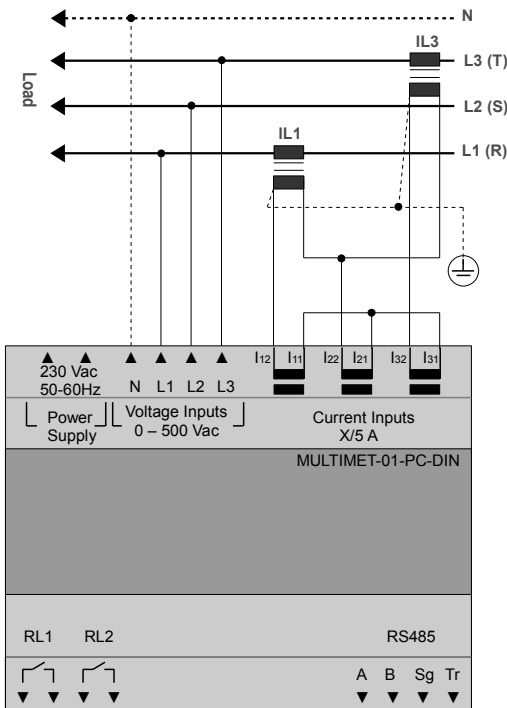 N
IL3
L3 (T)
Load
L2 (S)
IL1
L1 (R)
I12 I11 I22 I21 I32 I31
230 Vac
50-60Hz
N L1 L2 L3
Power
Supply
Voltage Inputs
0 – 500 Vac
Current Inputs
X/5 A
MULTIMET-01-PC-DIN
RL1 RL2 RS485
A B Sg Tr